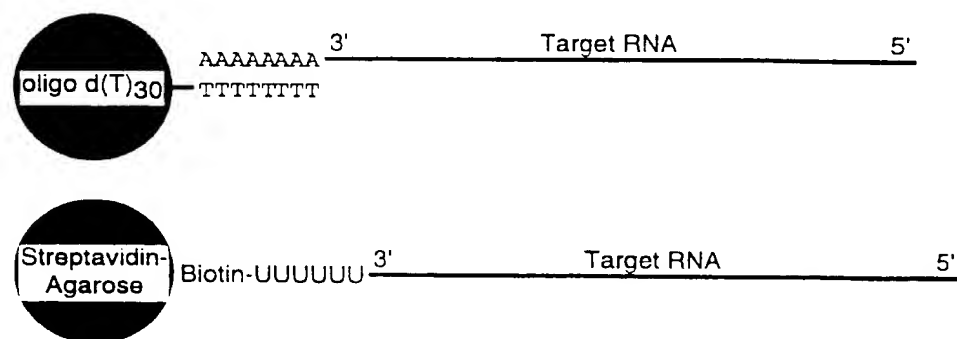 3' Target RNA 5'
AAAAAAAA
oligo d(T)30
TTTTTTTT
Streptavidin-
Agarose
Biotin-UUUUUU
3' Target RNA 5'